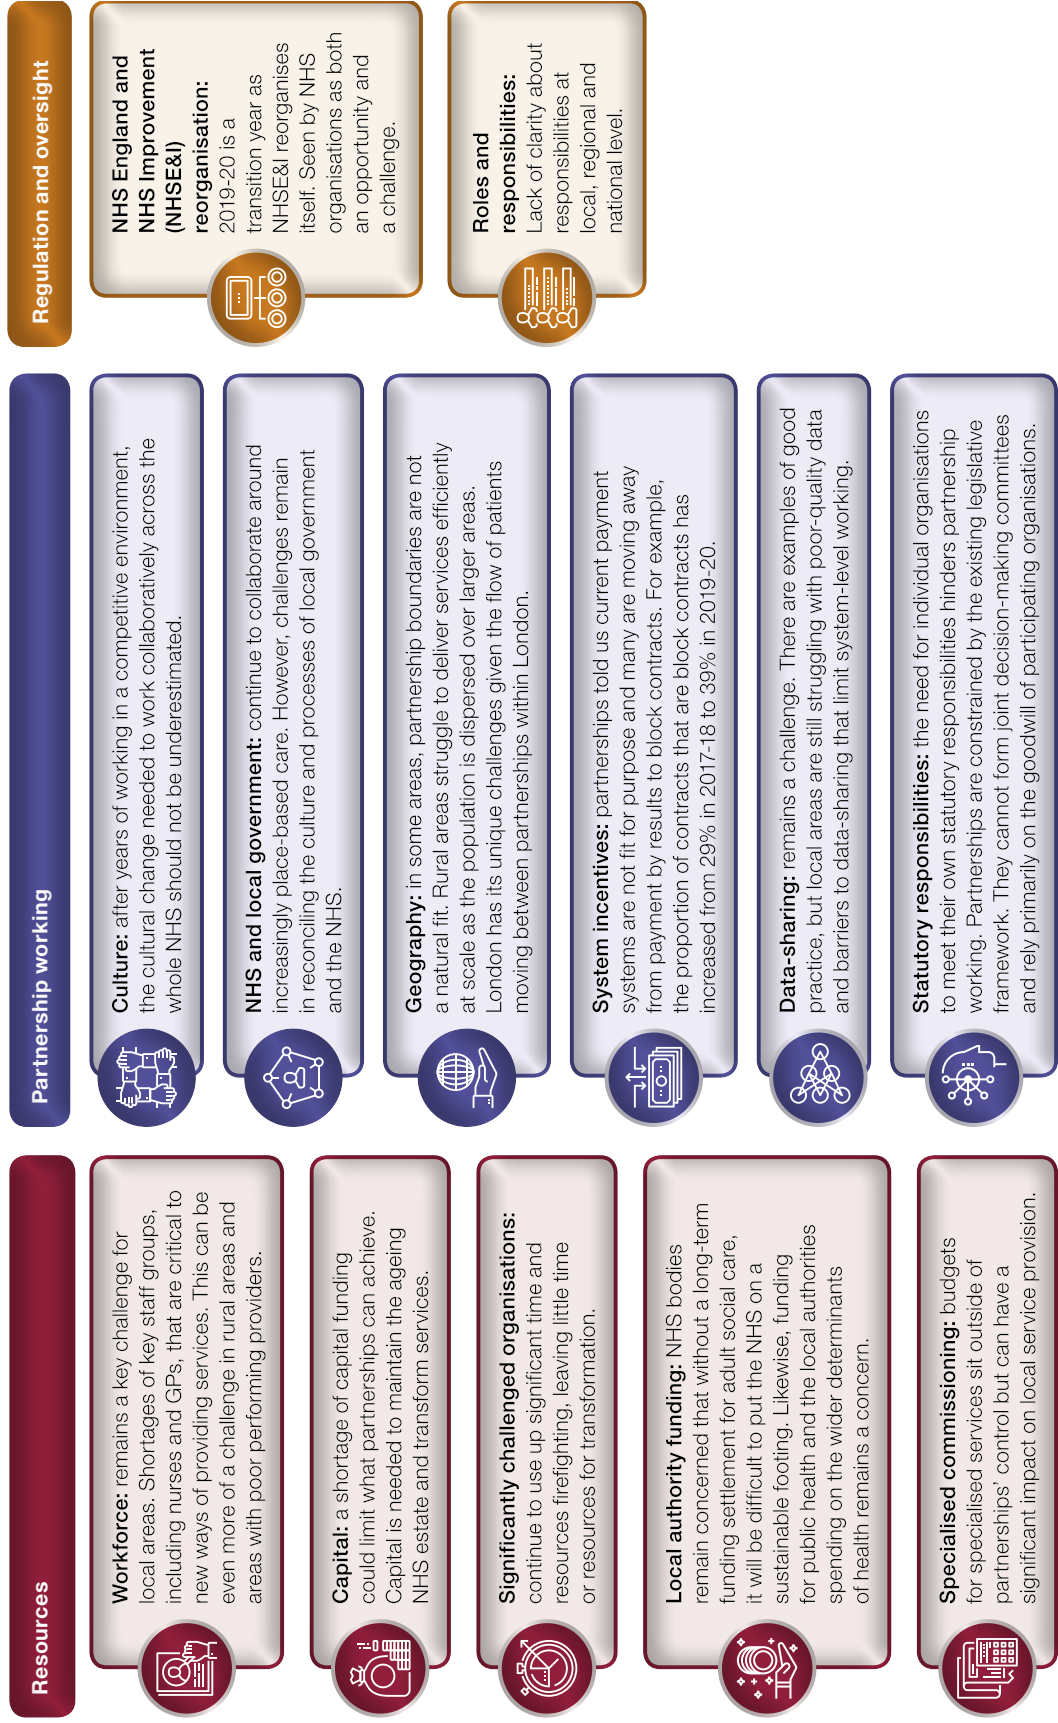 Resources
Workforce: remains a key challenge for
local areas. Shortages of key staff groups,
including nurses and GPs, that are critical to
new ways of providing services. This can be
even more of a challenge in rural areas and
areas with poor performing providers.
Capital: a shortage of capital funding
could limit what partnerships can achieve.
Capital is needed to maintain the ageing
NHS estate and transform services.
Significantly challenged organisations:
continue to use up significant time and
resources firefighting, leaving little time
or resources for transformation.
Local authority funding: NHS bodies
remain concerned that without a long-term
funding settlement for adult social care,
it will be difficult to put the NHS on a
sustainable footing. Likewise, funding
for public health and the local authorities
spending on the wider determinants
of health remains a concern.
Specialised commissioning: budgets
for specialised services sit outside of
partnerships' control but can have a
significant impact on local service provision.
Partnership working
Culture: after years of working in a competitive environment,
the cultural change needed to work collaboratively across the
whole NHS should not be underestimated.
NHS and local government: continue to collaborate around
increasingly place-based care. However, challenges remain
in reconciling the culture and processes of local government
and the NHS.
Geography: in some areas, partnership boundaries are not
a natural fit. Rural areas struggle to deliver services efficiently
at scale as the population is dispersed over larger areas.
London has its unique challenges given the flow of patients
moving between partnerships within London.
System incentives: partnerships told us current payment
systems are not fit for purpose and many are moving away
from payment by results to block contracts. For example,
the proportion of contracts that are block contracts has
increased from 29% in 2017-18 to 39% in 2019-20.
Data-sharing: remains a challenge. There are examples of good
practice, but local areas are still struggling with poor-quality data
and barriers to data-sharing that limit system-level working.
Statutory responsibilities: the need for individual organisations
to meet their own statutory responsibilities hinders partnership
working. Partnerships are constrained by the existing legislative
framework. They cannot form joint decision-making committees
and rely primarily on the goodwill of participating organisations.
Regulation and oversight
NHS England and
NHS Improvement
(NHSE&I)
reorganisation:
2019-20 is a
transition year as
NHSE&I reorganises
itself. Seen by NHS
organisations as both
an opportunity and
a challenge.
Roles and
responsibilities:
Lack of clarity about
responsibilities at
local, regional and
national level.